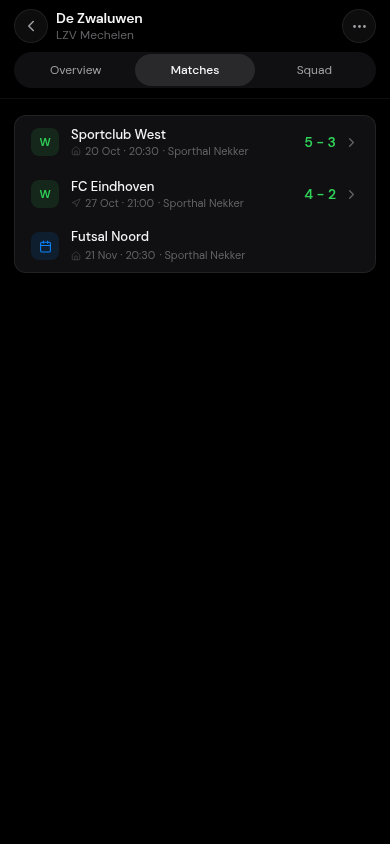 De Zwaluwen
LZV Mechelen
Overview Matches Squad
W Sportclub West 5 - 3
20 Oct · 20:30 · Sporthal Nekker
W FC Eindhoven 4 - 2
27 Oct · 21:00 · Sporthal Nekker
Futsal Noord
21 Nov · 20:30 · Sporthal Nekker